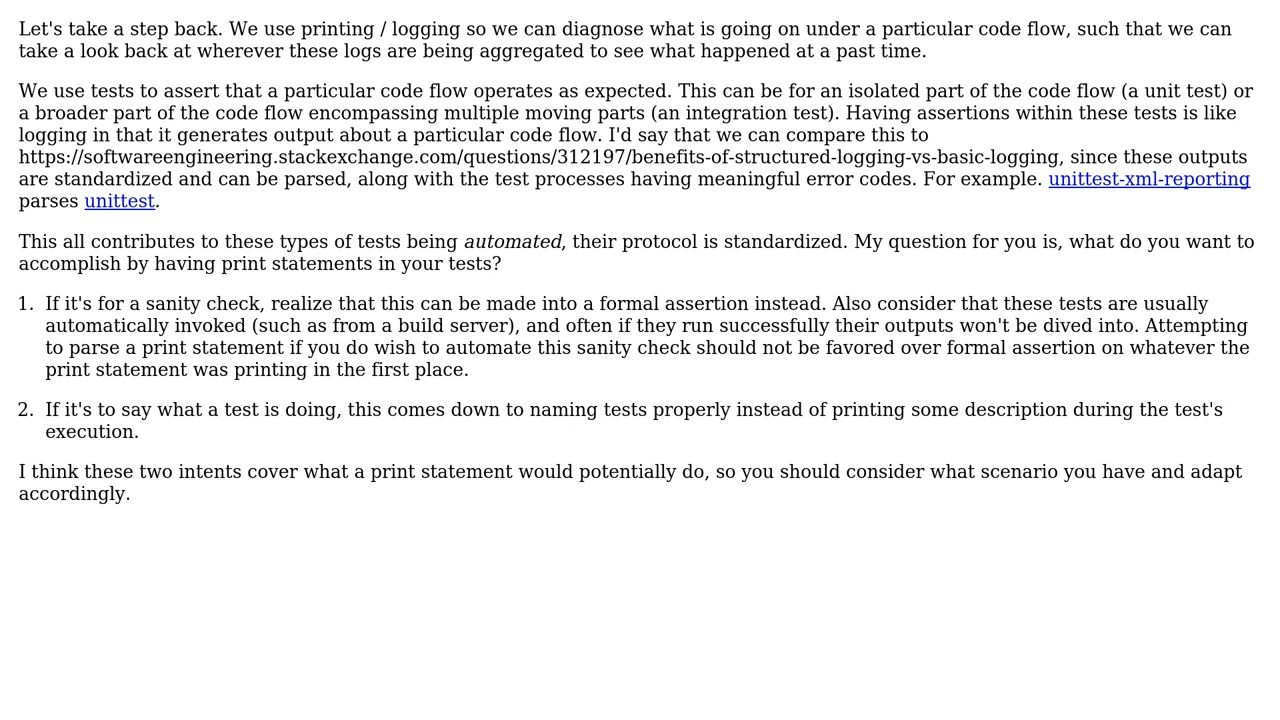 Let's take a step back. We use printing / logging so we can diagnose what is going on under a particular code flow, such that we can
take a look back at wherever these logs are being aggregated to see what happened at a past time.
We use tests to assert that a particular code flow operates as expected. This can be for an isolated part of the code flow (a unit test) or
a broader part of the code flow encompassing multiple moving parts (an integration test). Having assertions within these tests is like
logging in that it generates output about a particular code flow. I'd say that we can compare this to
https://softwareengineering.stackexchange.com/questions/312197/benefits-of-structured-logging-vs-basic-logging, since these outputs
are standardized and can be parsed, along with the test processes having meaningful error codes. For example. unittest-xml-reporting
parses unittest.
This all contributes to these types of tests being automated, their protocol is standardized. My question for you is, what do you want to
accomplish by having print statements in your tests?
1. If it's for a sanity check, realize that this can be made into a formal assertion instead. Also consider that these tests are usually
automatically invoked (such as from a build server), and often if they run successfully their outputs won't be dived into. Attempting
to parse a print statement if you do wish to automate this sanity check should not be favored over formal assertion on whatever the
print statement was printing in the first place.
2. If it's to say what a test is doing, this comes down to naming tests properly instead of printing some description during the test's
execution.
I think these two intents cover what a print statement would potentially do, so you should consider what scenario you have and adapt
accordingly.